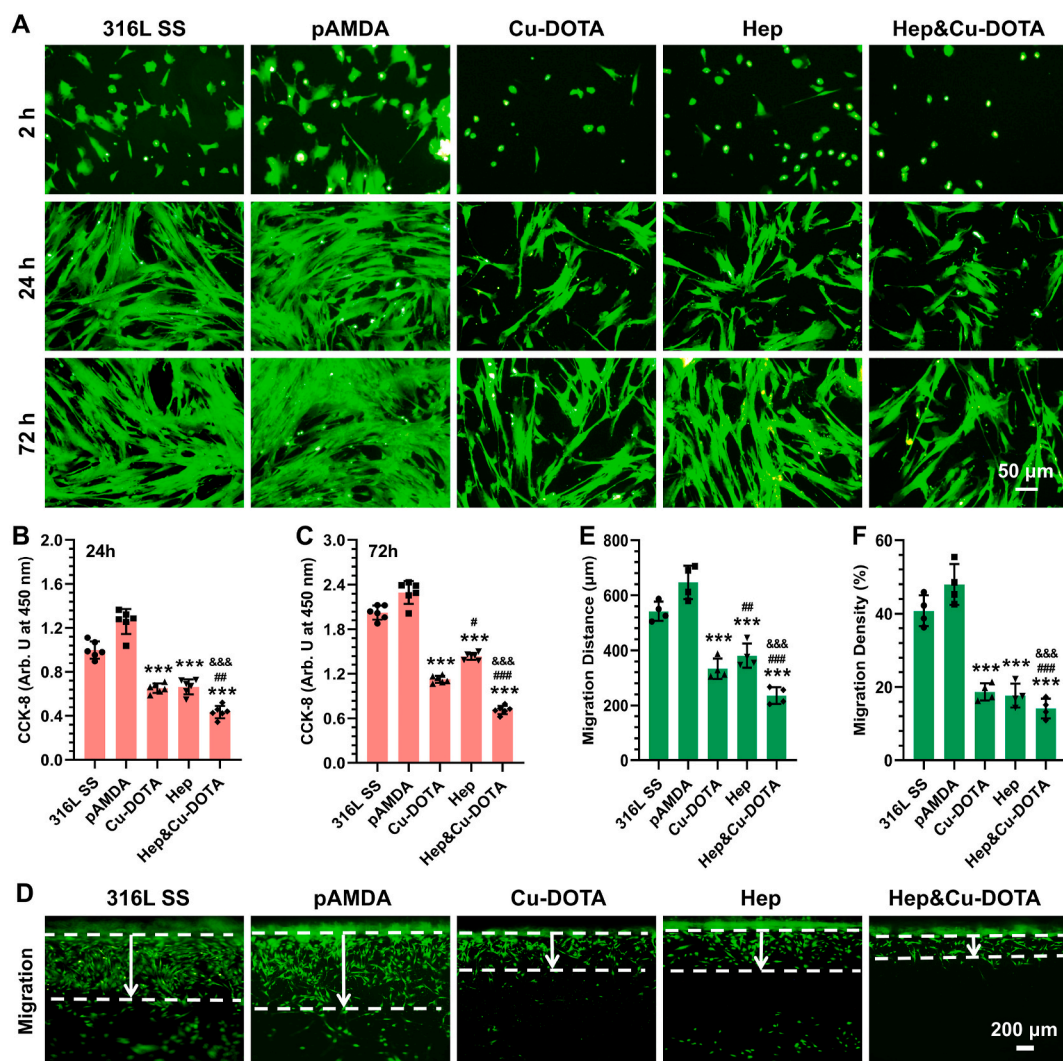 A
316L SS pAMDA Cu-DOTA Hep Hep&Cu-DOTA
2 h
24 h
72 h
50 µm
B
24h
CCK-8 (Arb. U at 450 nm)
1.6
1.2
0.8
0.4
0.0
***
***
&&&
##
***
316L SS
pAMDA
Cu-DOTA
Hep
Hep&Cu-DOTA
C
72h
CCK-8 (Arb. U at 450 nm)
3.0
2.4
1.8
1.2
0.6
0.0
***
#
***
&&&
###
***
316L SS
pAMDA
Cu-DOTA
Hep
Hep&Cu-DOTA
E
Migration Distance (µm)
800
600
400
200
0
***
##
***
&&&
###
***
316L SS
pAMDA
Cu-DOTA
Hep
Hep&Cu-DOTA
F
Migration Density (%)
60
40
20
0
***
***
&&&
###
***
316L SS
pAMDA
Cu-DOTA
Hep
Hep&Cu-DOTA
D
316L SS pAMDA Cu-DOTA Hep Hep&Cu-DOTA
Migration
200 µm